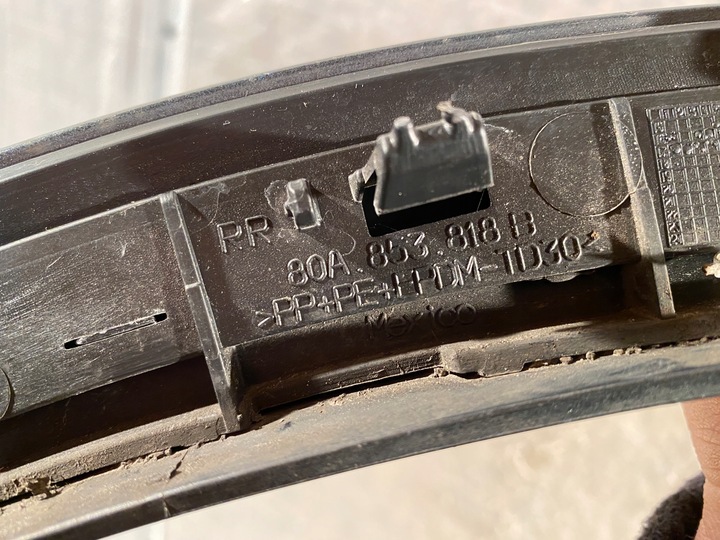 PR
80A.853.818 B
>PP+PE+EPDM-TD30<
Mexico